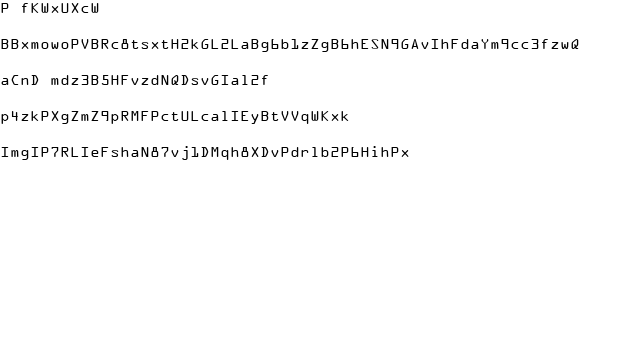 P fKWxUXcW
BBxmowoPVBRc8tsxtH2kGL2LaBg6b1zZgB6hESN9GAvIhFdaYm9cc3fzwQ
aCnD mdz3B5HFvzdNQDsvGIal2f
p4zkPXgZmZ9pRMFPctULcalIEyBtVVqWKxk
ImgIP7RLIeFshaN87vj1DMqh8XDvPdrlb2P6HihPx